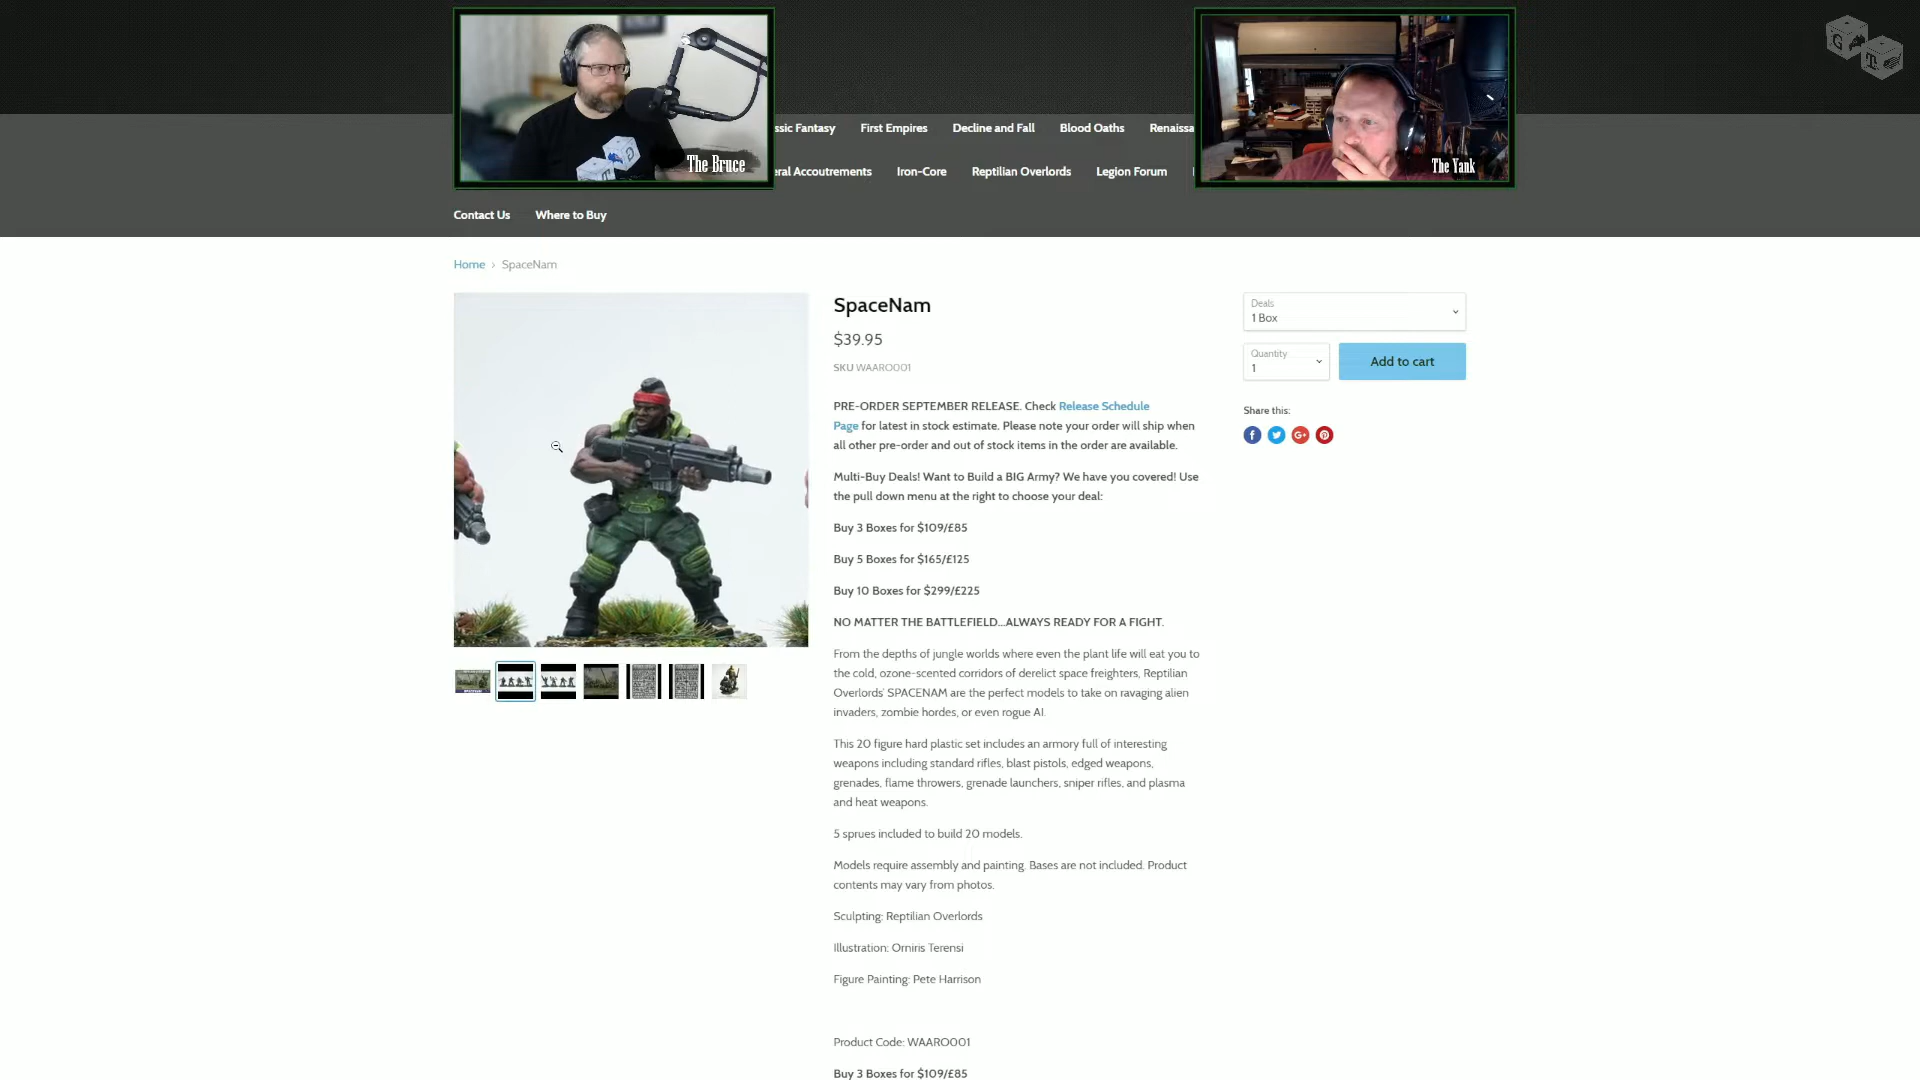 The Bruce
The Yank
ssic Fantasy First Empires Decline and Fall Blood Oaths Renaissa
eral Accoutrements Iron-Core Reptilian Overlords Legion Forum
Contact Us Where to Buy
Home › SpaceNam
SpaceNam
$39.95
SKU WAARO001
PRE-ORDER SEPTEMBER RELEASE. Check Release Schedule
Page for latest in stock estimate. Please note your order will ship when
all other pre-order and out of stock items in the order are available.
Multi-Buy Deals! Want to Build a BIG Army? We have you covered! Use
the pull down menu at the right to choose your deal:
Buy 3 Boxes for $109/£85
Buy 5 Boxes for $165/£125
Buy 10 Boxes for $299/£225
NO MATTER THE BATTLEFIELD...ALWAYS READY FOR A FIGHT.
From the depths of jungle worlds where even the plant life will eat you to
the cold, ozone-scented corridors of derelict space freighters, Reptilian
Overlords' SPACENAM are the perfect models to take on ravaging alien
invaders, zombie hordes, or even rogue AI.
This 20 figure hard plastic set includes an armory full of interesting
weapons including standard rifles, blast pistols, edged weapons,
grenades, flame throwers, grenade launchers, sniper rifles, and plasma
and heat weapons.
5 sprues included to build 20 models.
Models require assembly and painting. Bases are not included. Product
contents may vary from photos.
Sculpting: Reptilian Overlords
Illustration: Orniris Terensi
Figure Painting: Pete Harrison
Product Code: WAARO001
Buy 3 Boxes for $109/£85
Deals
1 Box
Quantity
1
Add to cart
Share this: